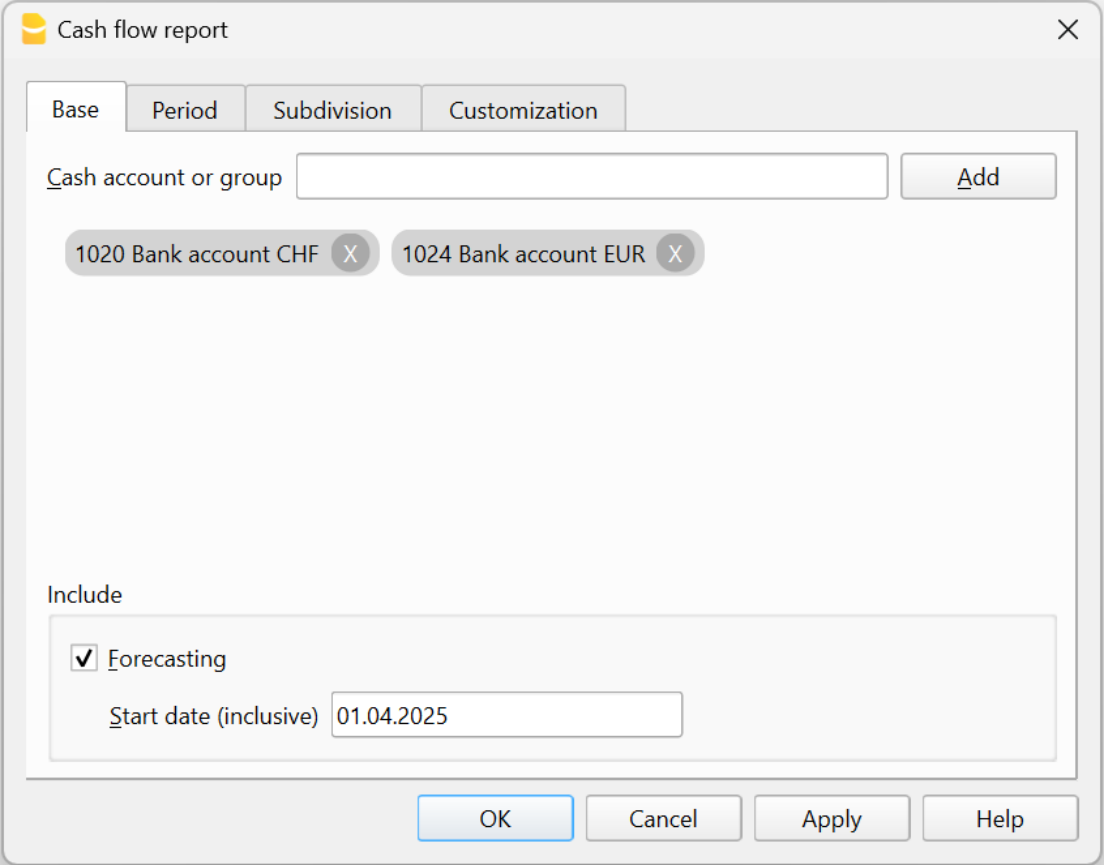 Cash flow report
Base Period Subdivision Customization
Cash account or group Add
1020 Bank account CHF X 1024 Bank account EUR X
Include
Forecasting
Start date (inclusive) 01.04.2025
OK Cancel Apply Help